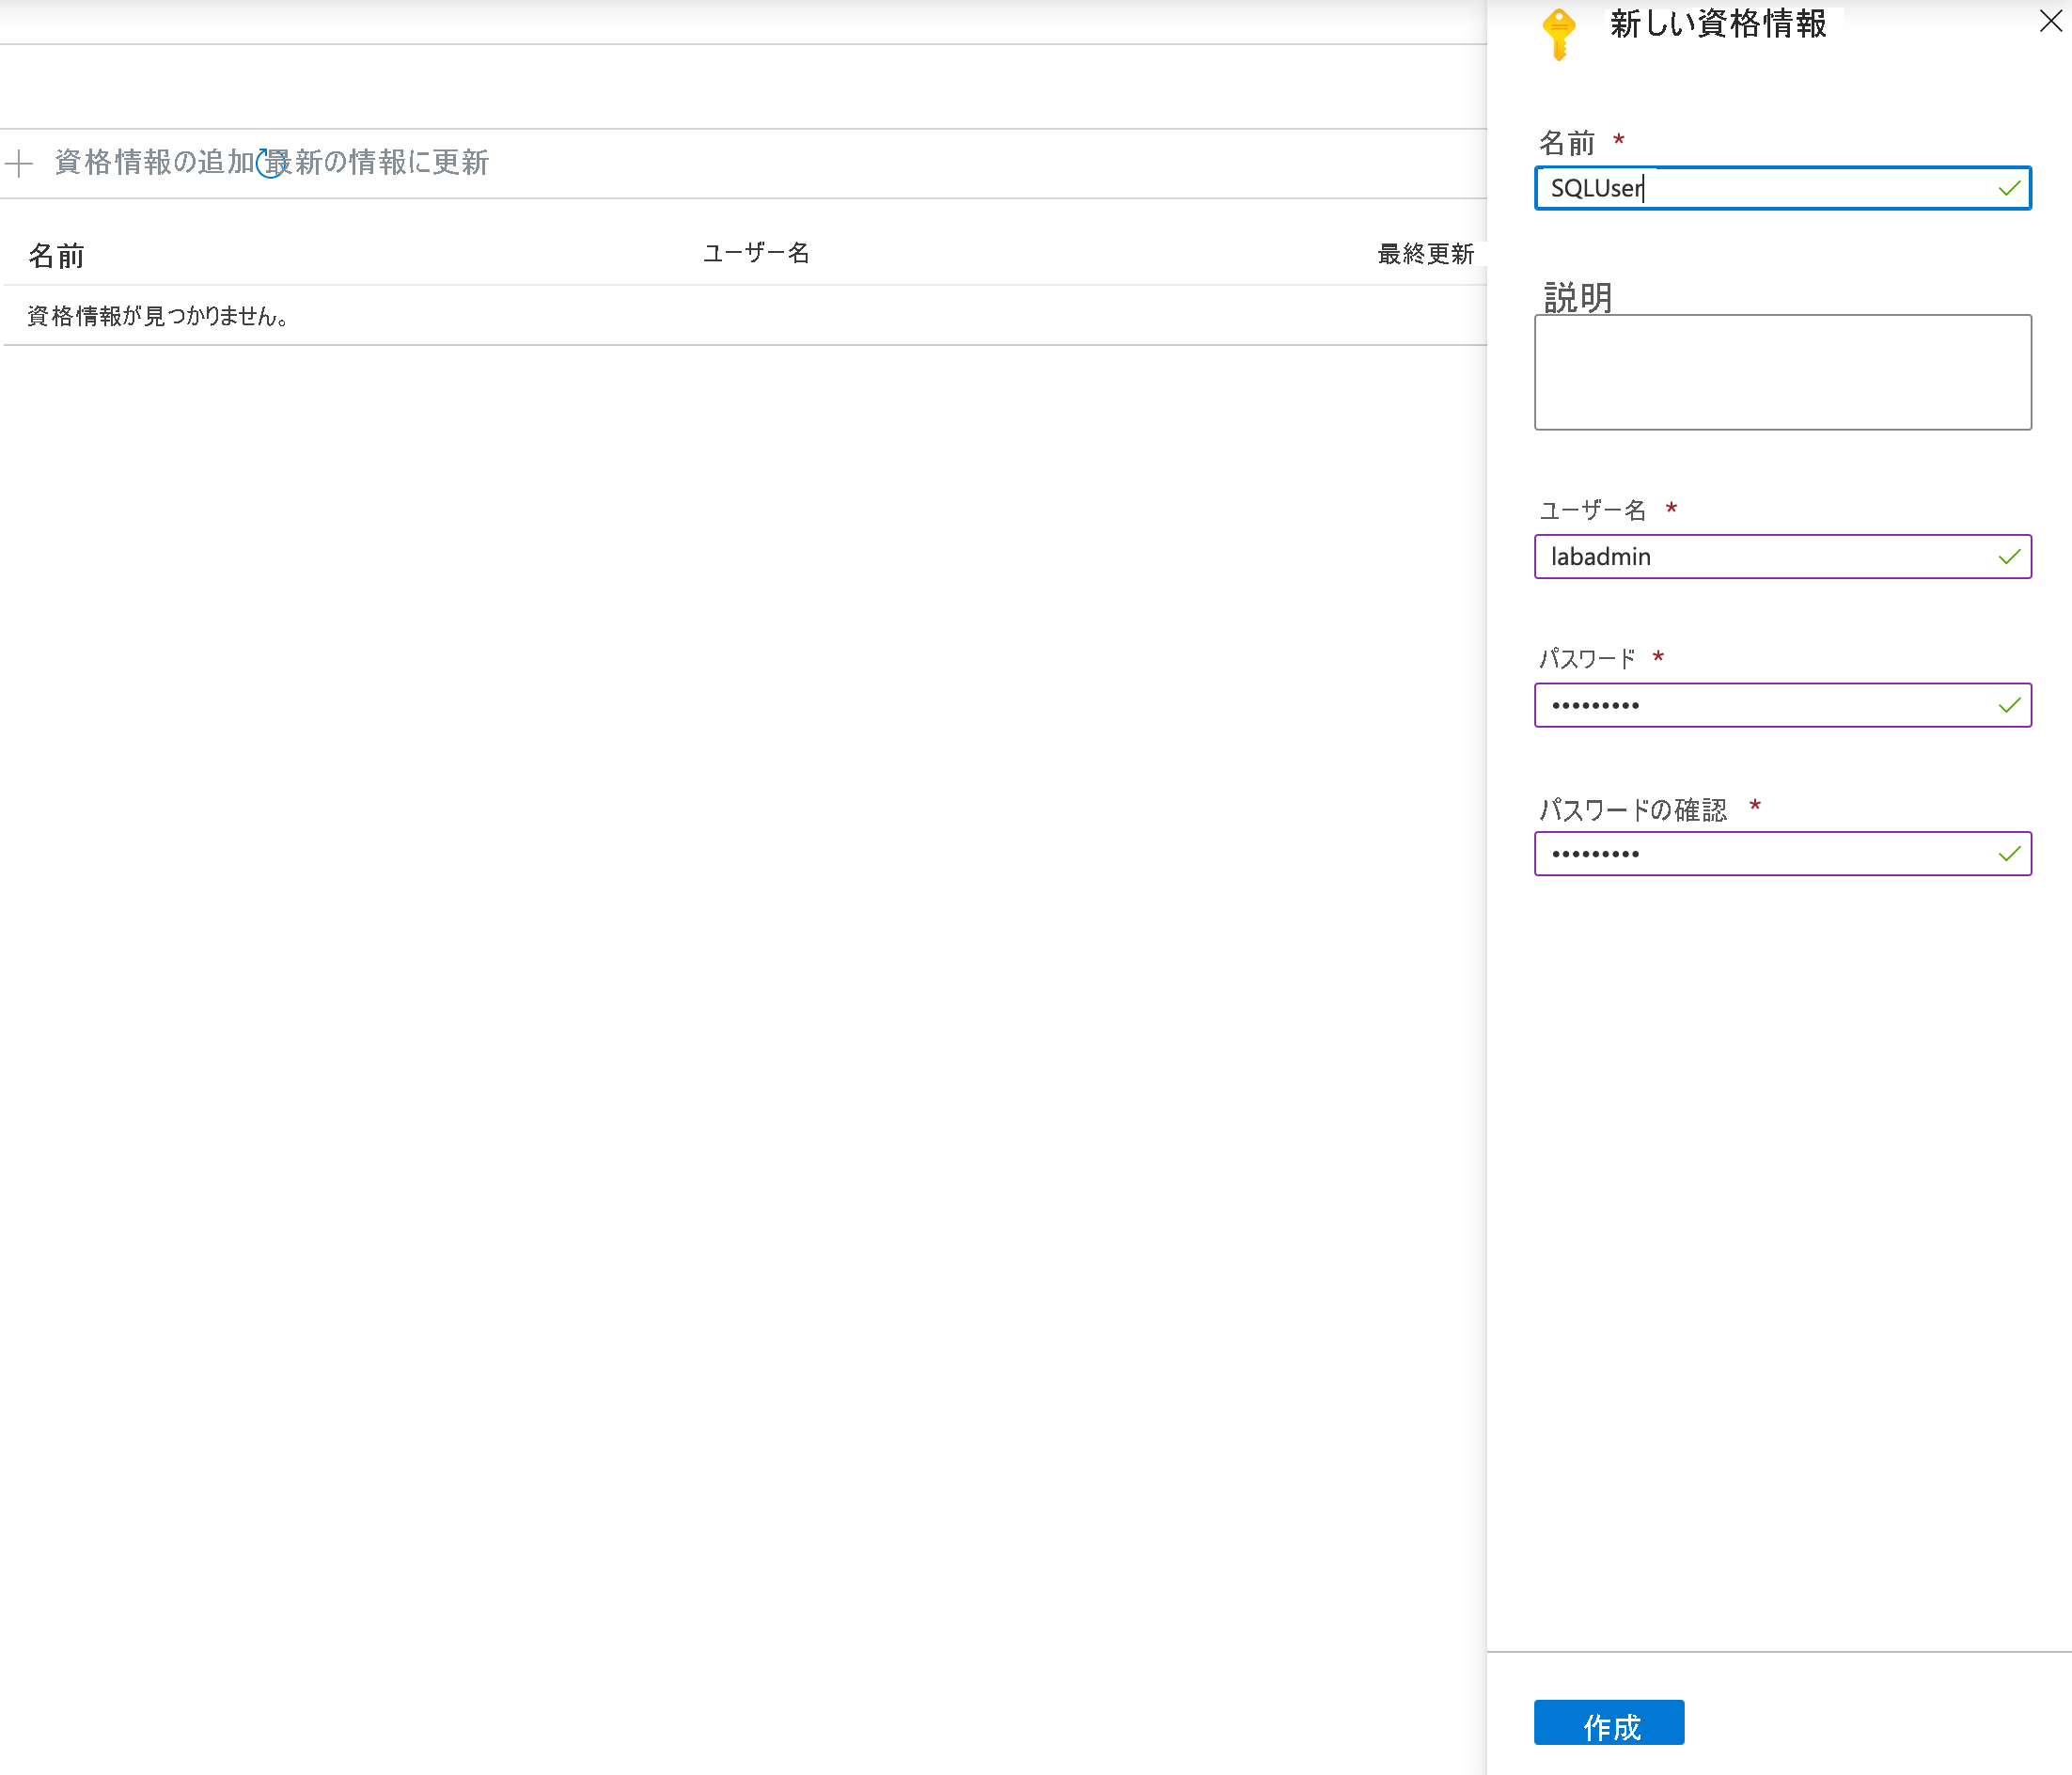 資格情報の追加 最新の情報に更新
名前 ユーザー名 最終更新
資格情報が見つかりません。
新しい資格情報
名前 *
SQLUser
説明
ユーザー名 *
labadmin
パスワード *
•••••••••
パスワードの確認 *
•••••••••
作成